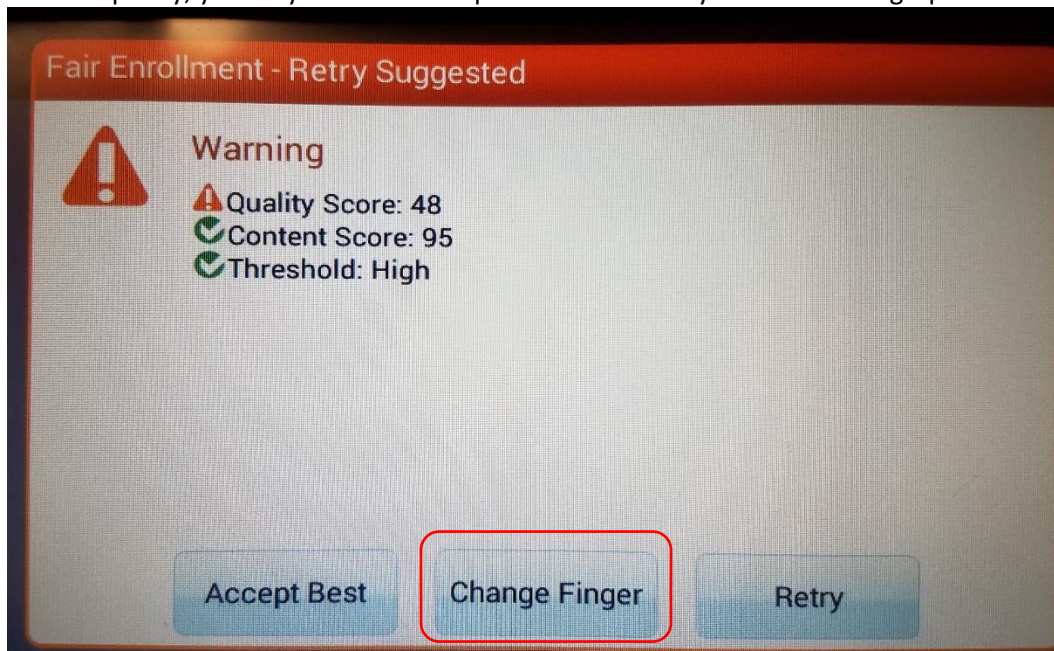 Fair Enrollment - Retry Suggested
Warning
Quality Score: 48
Content Score: 95
Threshold: High
Accept Best
Change Finger
Retry